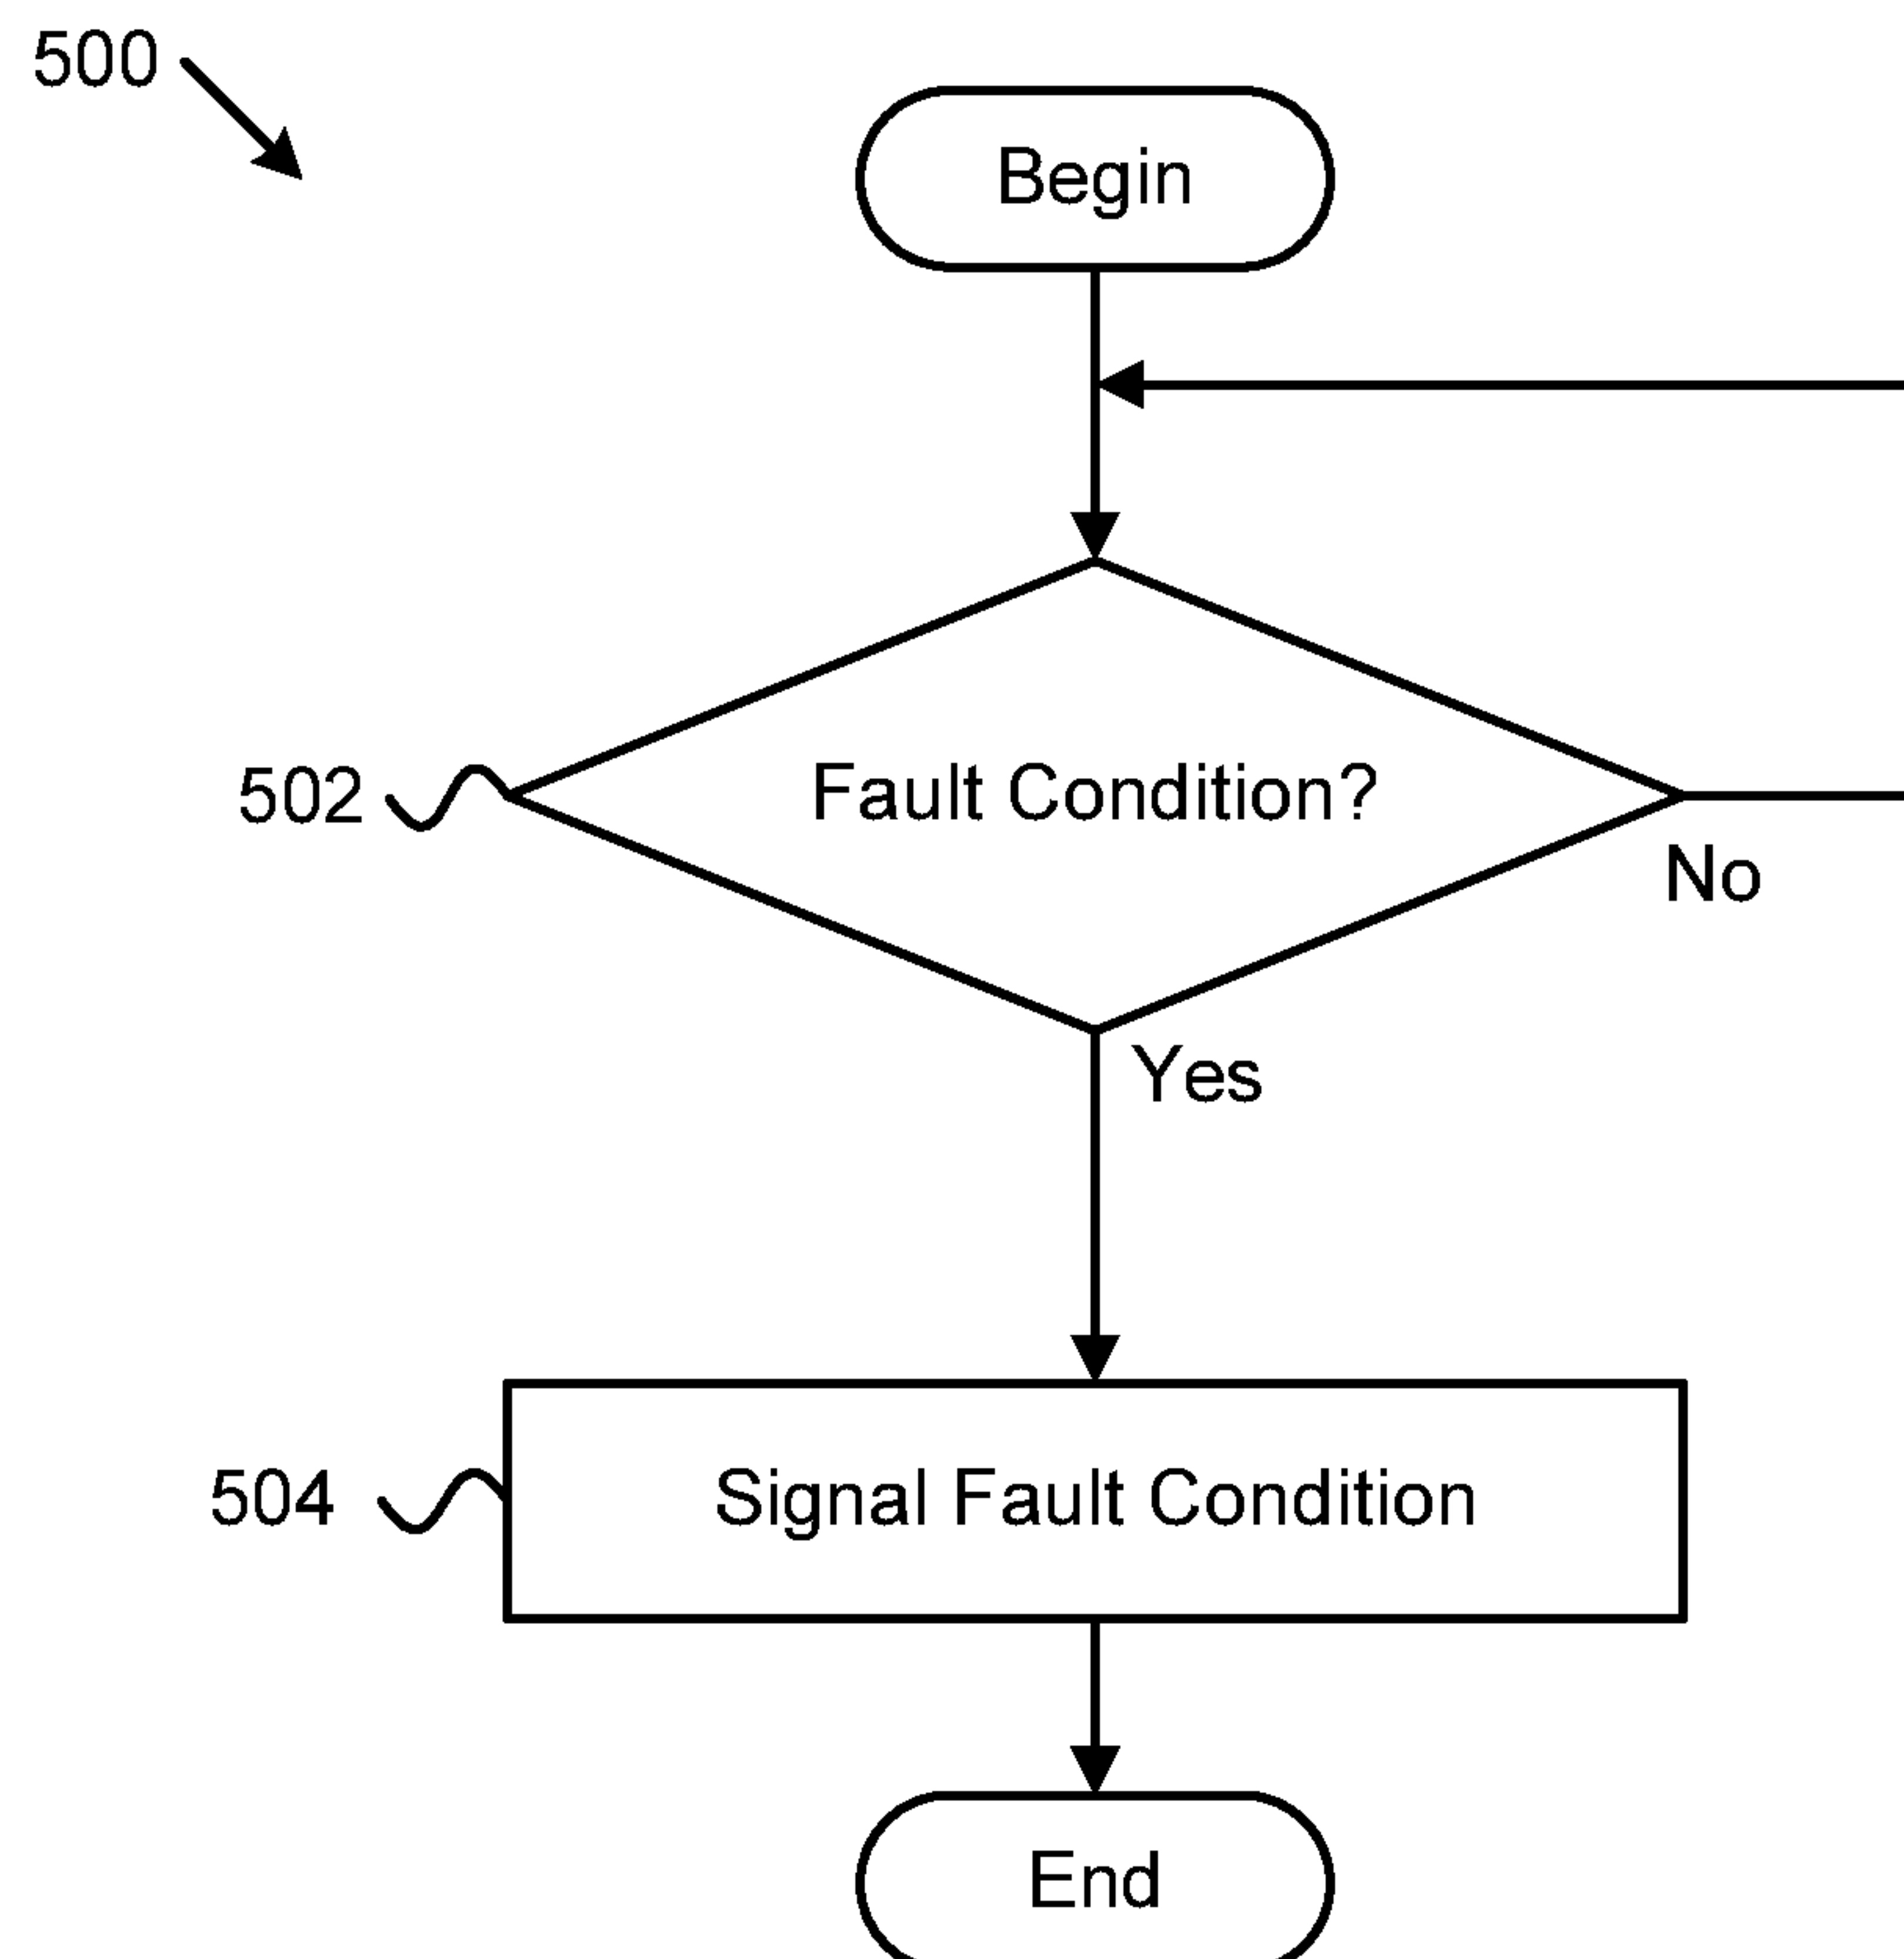 500
Begin
502
Fault Condition?
No
Yes
504
Signal Fault Condition
End